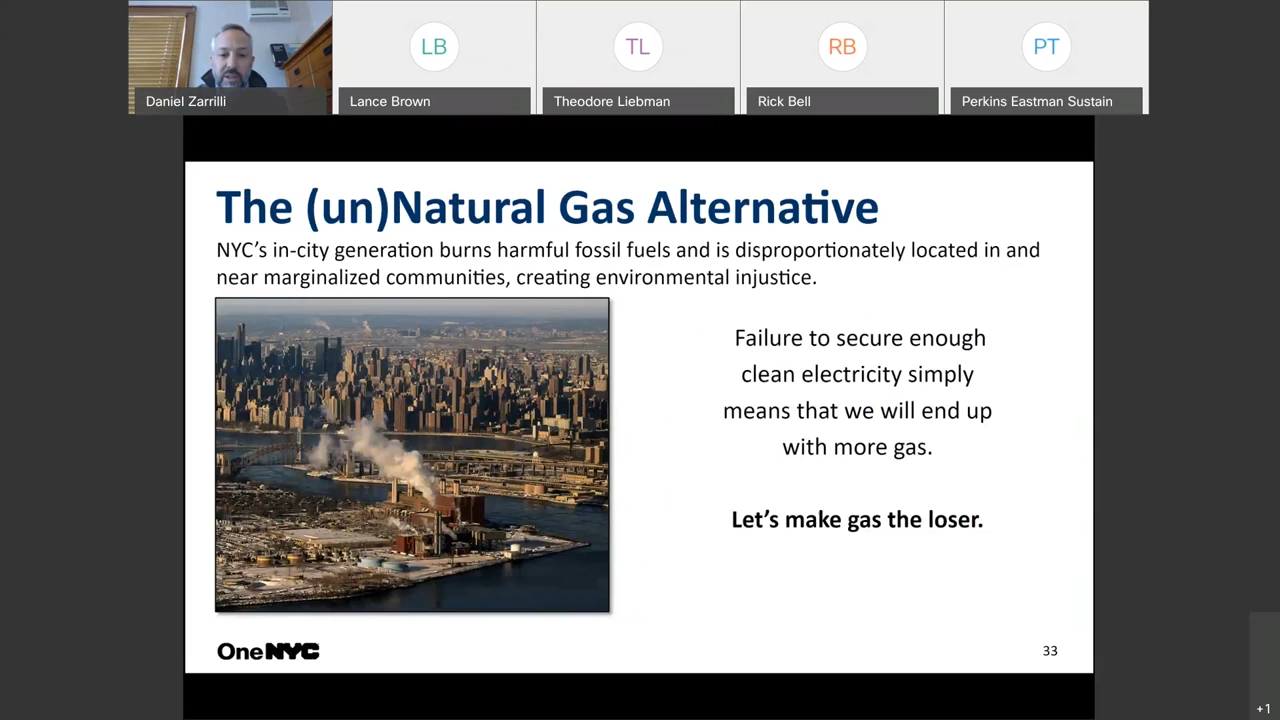 LB
TL
RB
PT
Daniel Zarrilli
Lance Brown
Theodore Liebman
Rick Bell
Perkins Eastman Sustain
The (un)Natural Gas Alternative
NYC’s in-city generation burns harmful fossil fuels and is disproportionately located in and
near marginalized communities, creating environmental injustice.
Failure to secure enough
clean electricity simply
means that we will end up
with more gas.
Let’s make gas the loser.
OneNYC
33
+1